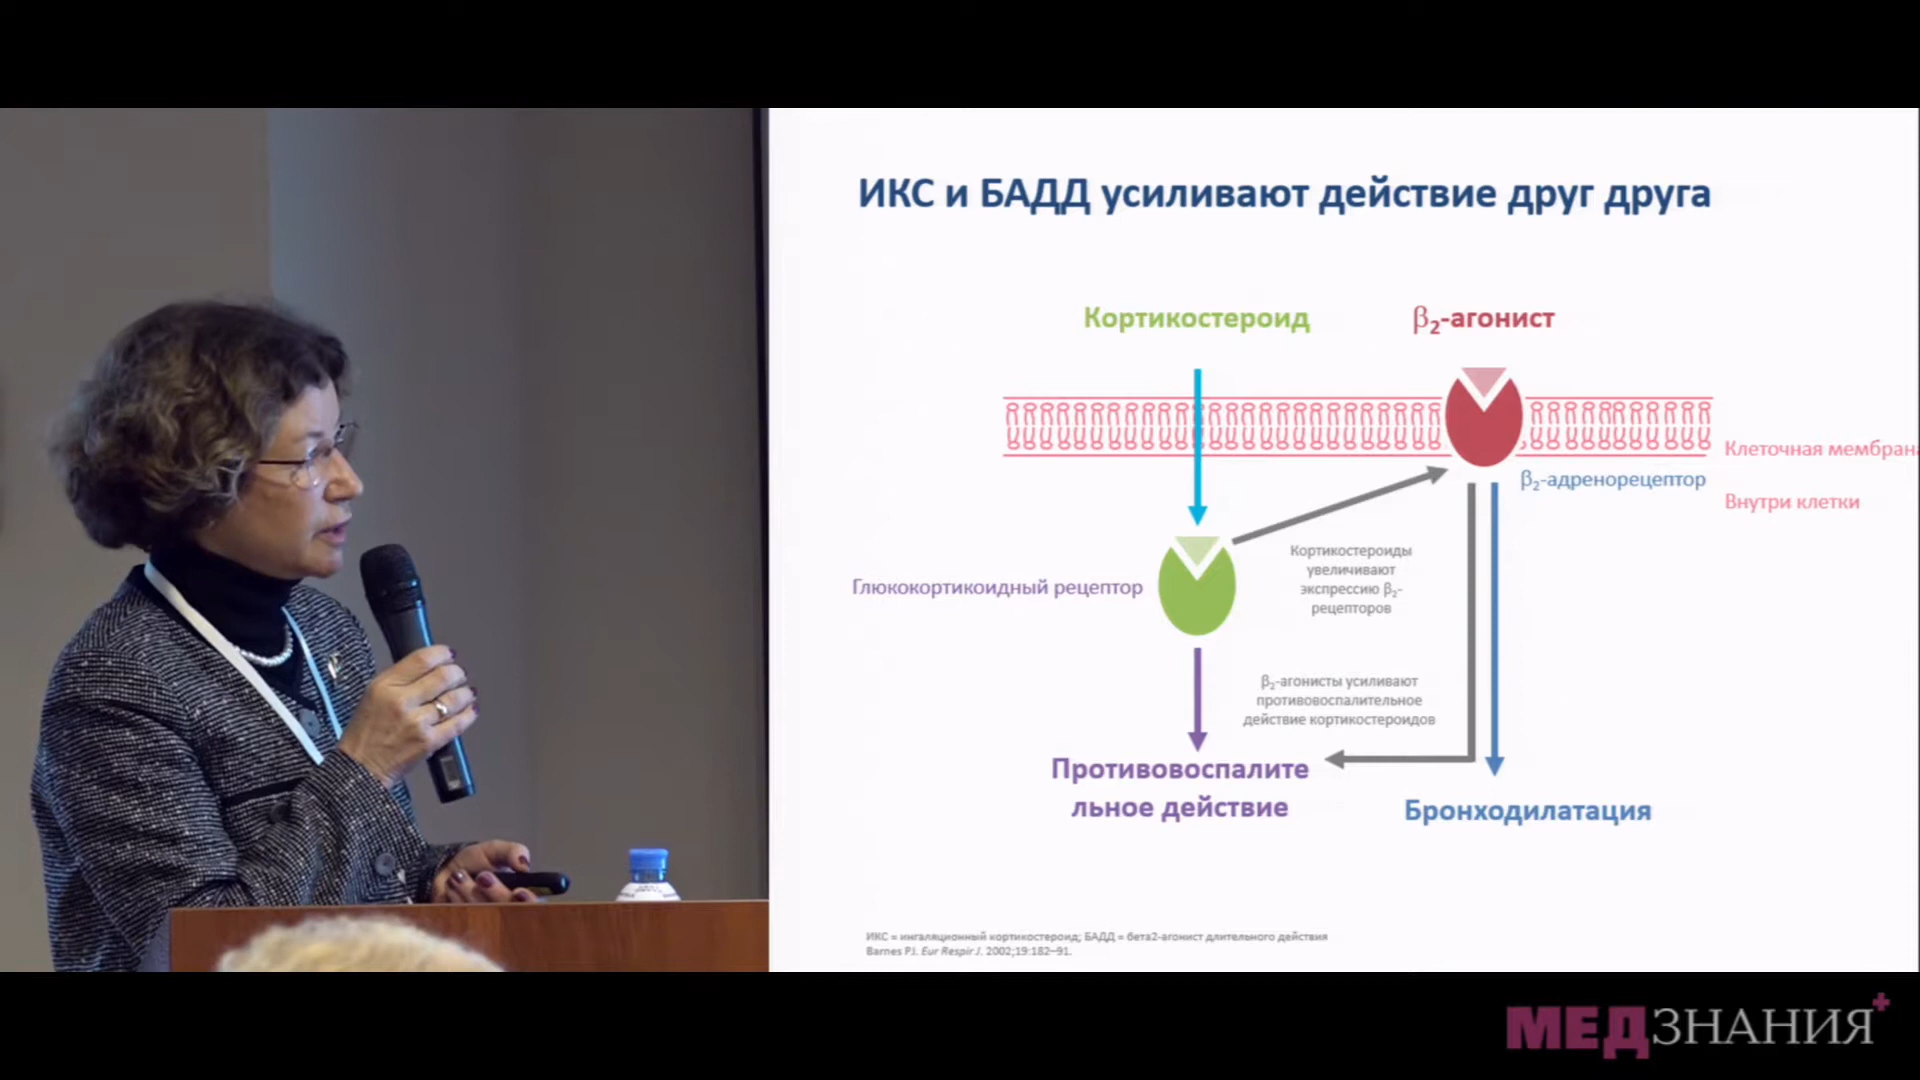 ИКС и БАДД усиливают действие друг друга
Кортикостероид
β2-агонист
Клеточная мембрана
β2-адренорецептор
Внутри клетки
Кортикостероиды
увеличивают
экспрессию β2-
рецепторов
Глюкокортикоидный рецептор
β2-агонисты усиливают
противовоспалительное
действие кортикостероидов
Противовоспалите
льное действие
Бронходилатация
ИКС = ингаляционный кортикостероид; БАДД = бета2-агонист длительного действия
Barnes PJ. Eur Respir J. 2002;19:182–91.
МЕДЗНАНИЯ+